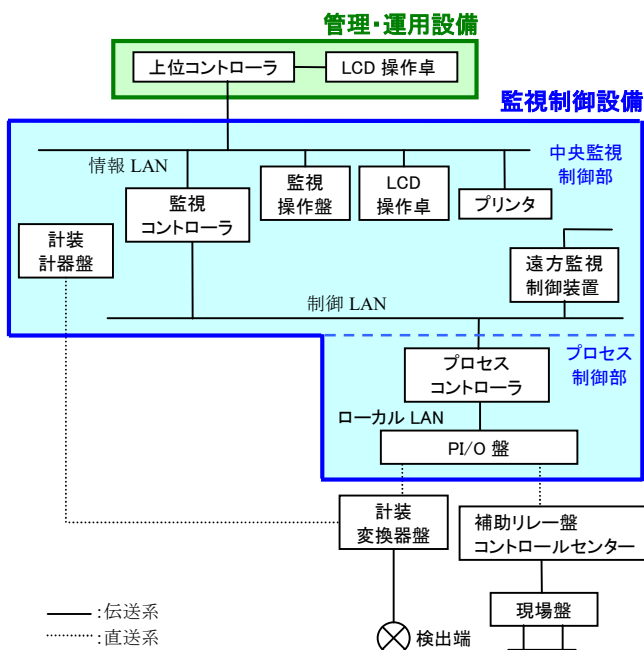 管理・運用設備
上位コントローラ
LCD 操作卓
監視制御設備
中央監視
制御部
情報 LAN
監視
コントローラ
監視
操作盤
LCD
操作卓
プリンタ
計装
計器盤
遠方監視
制御装置
制御 LAN
プロセス
制御部
プロセス
コントローラ
ローカル LAN
PI/O 盤
計装
変換器盤
補助リレー盤
コントロールセンター
現場盤
検出端
:伝送系
:直送系